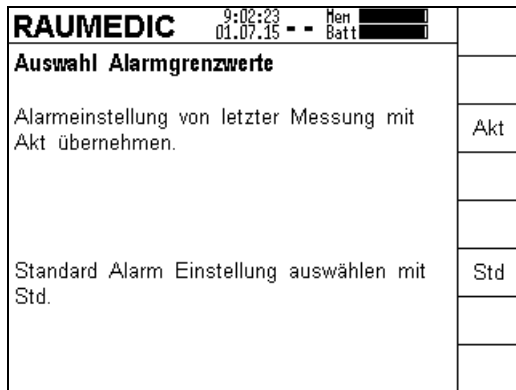 RAUMEDIC 9:02:23 Mem
01.07.15 - - Batt
Auswahl Alarmgrenzwerte
Alarmeinstellung von letzter Messung mit
Akt übernehmen.
Akt
Standard Alarm Einstellung auswählen mit
Std.
Std